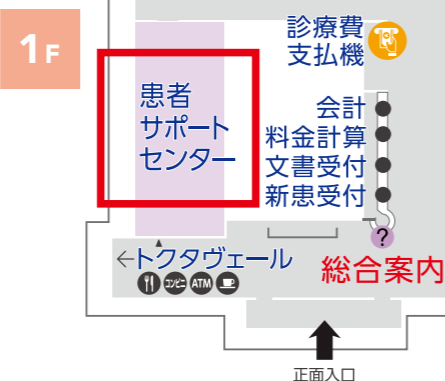 1F
診療費
支払機
患者
サポート
センター
会計
料金計算
文書受付
新患受付
?
←トクタヴェール
コンビニ ATM
総合案内
正面入口